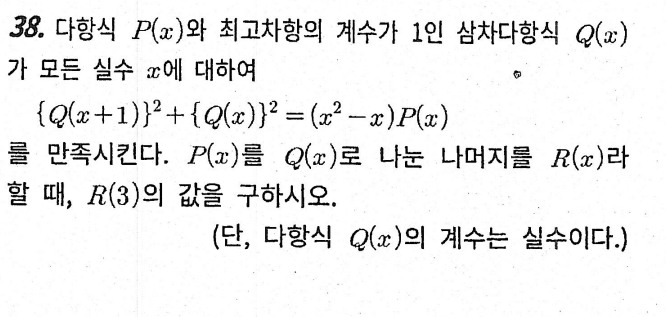 38. 다항식 P(x)와 최고차항의 계수가 1인 삼차다항식 Q(x)
가 모든 실수 x에 대하여
{Q(x+1)}²+{Q(x)}²=(x²-x)P(x)
를 만족시킨다. P(x)를 Q(x)로 나눈 나머지를 R(x)라
할 때, R(3)의 값을 구하시오.
(단, 다항식 Q(x)의 계수는 실수이다.)